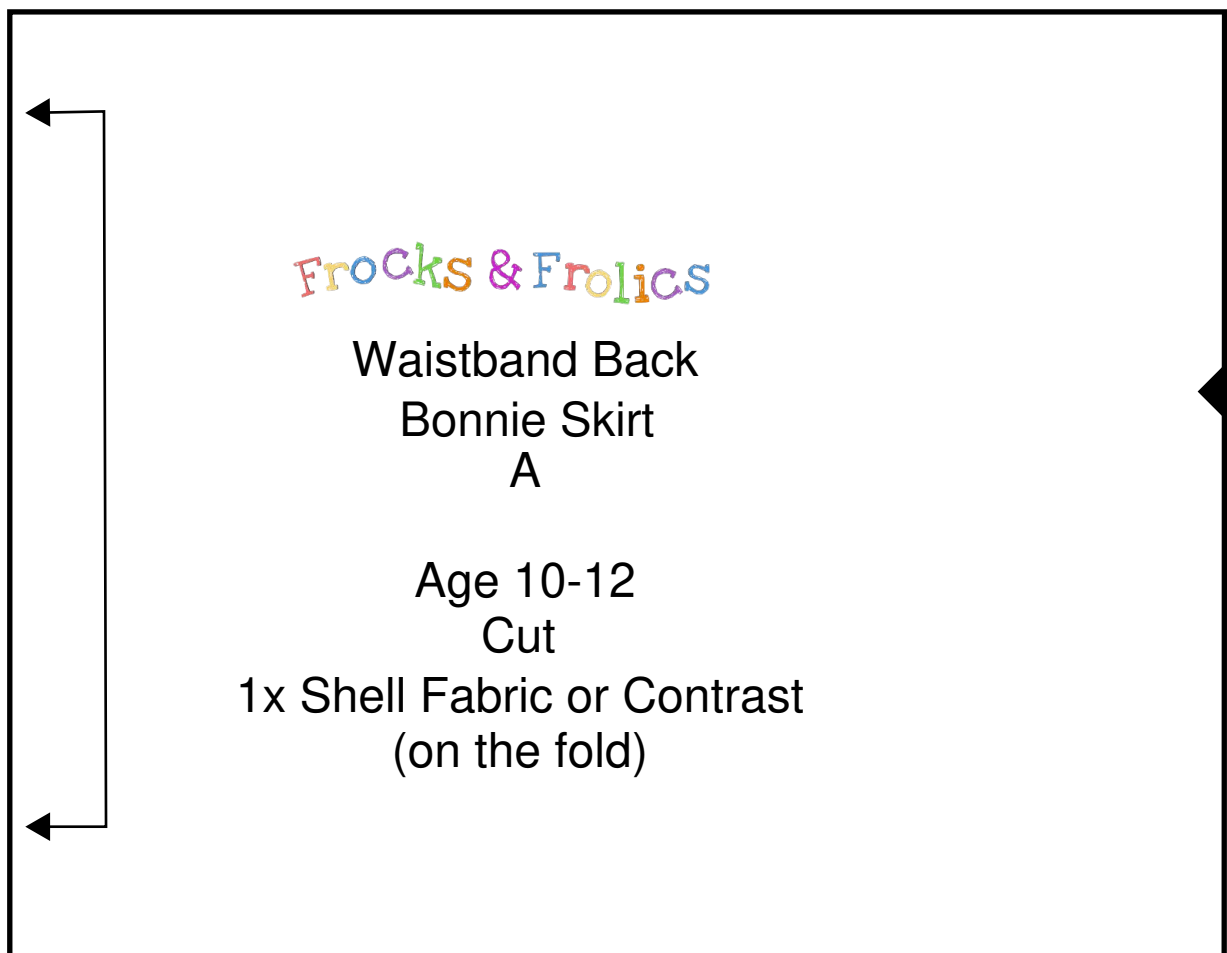 Frocks & Frolics
Waistband Back
Bonnie Skirt
A
Age 10-12
Cut
1x Shell Fabric or Contrast
(on the fold)